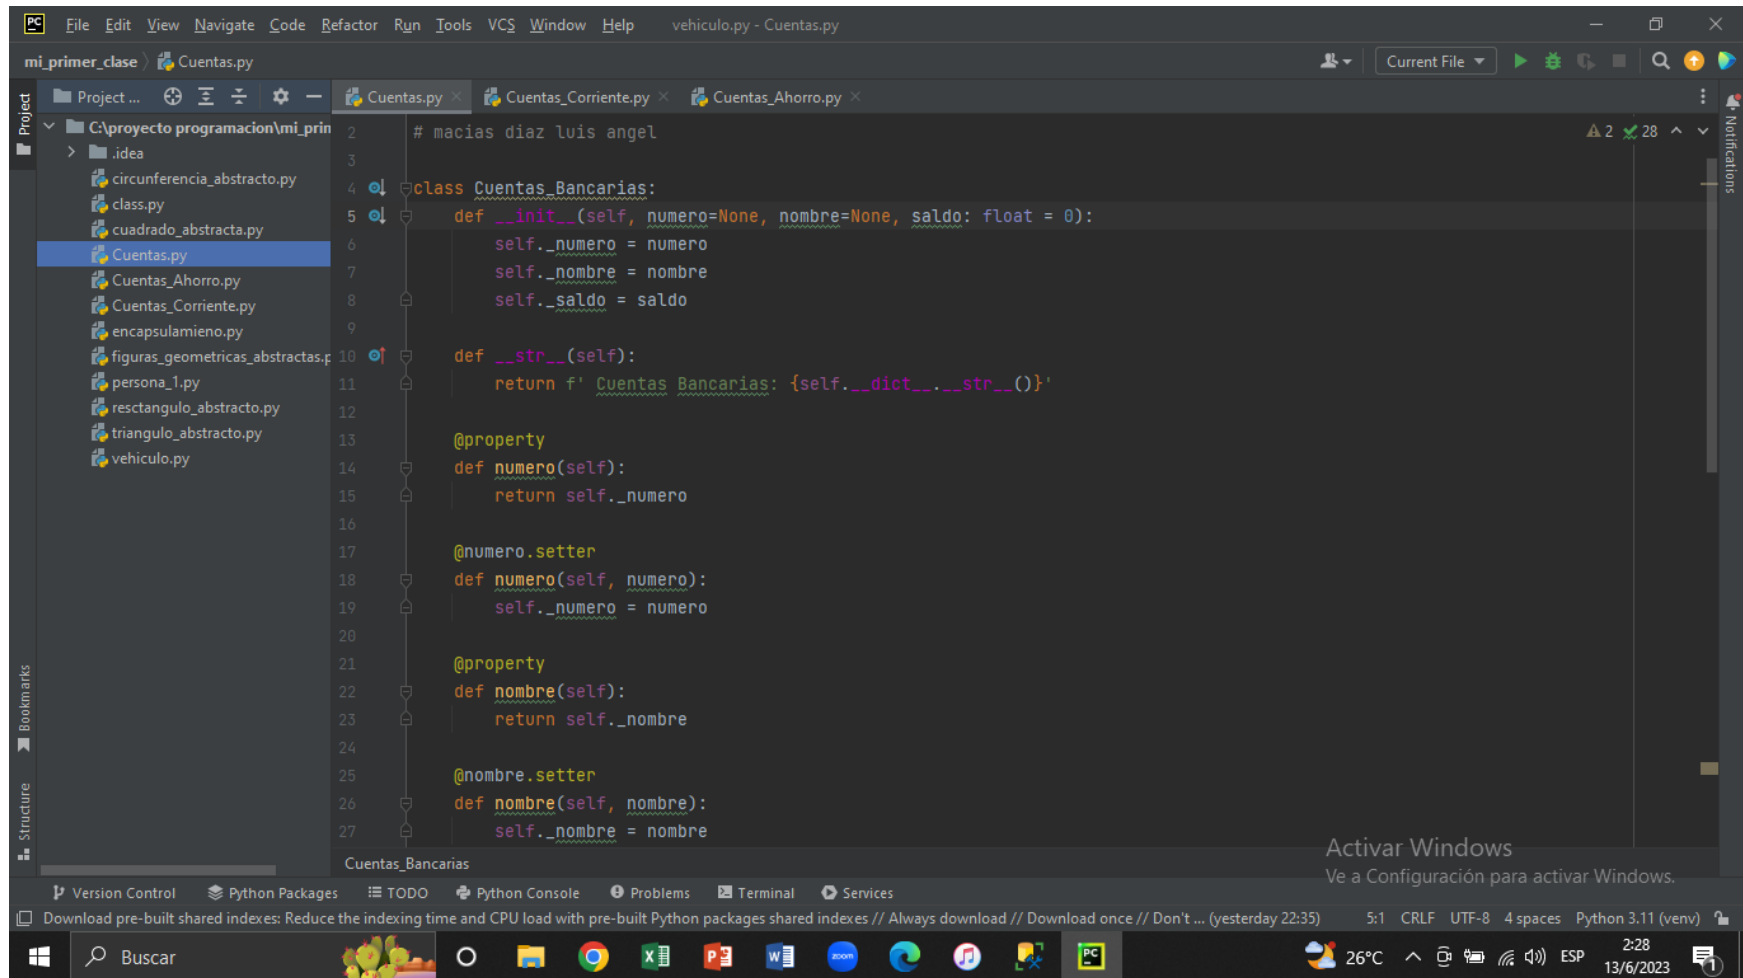 PC File Edit View Navigate Code Refactor Run Tools VCS Window Help vehiculo.py - Cuentas.py
mi_primer_clase Cuentas.py Current File
Project ... Cuentas.py Cuentas_Corriente.py Cuentas_Ahorro.py
Project
Notifications
Bookmarks
Structure
C:\proyecto programacion\mi_prin
.idea
circunferencia_abstracto.py
class.py
cuadrado_abstracta.py
Cuentas.py
Cuentas_Ahorro.py
Cuentas_Corriente.py
encapsulamieno.py
figuras_geometricas_abstractas.p
persona_1.py
resctangulo_abstracto.py
triangulo_abstracto.py
vehiculo.py
2 28
2 # macias diaz luis angel
3
4 class Cuentas_Bancarias:
5 def __init__(self, numero=None, nombre=None, saldo: float = 0):
6 self._numero = numero
7 self._nombre = nombre
8 self._saldo = saldo
9
10 def __str__(self):
11 return f' Cuentas Bancarias: {self.__dict__.__str__()}'
12
13 @property
14 def numero(self):
15 return self._numero
16
17 @numero.setter
18 def numero(self, numero):
19 self._numero = numero
20
21 @property
22 def nombre(self):
23 return self._nombre
24
25 @nombre.setter
26 def nombre(self, nombre):
27 self._nombre = nombre
Cuentas_Bancarias
Activar Windows
Ve a Configuración para activar Windows.
Version Control Python Packages TODO Python Console Problems Terminal Services
Download pre-built shared indexes: Reduce the indexing time and CPU load with pre-built Python packages shared indexes // Always download // Download once // Don't ... (yesterday 22:35) 5:1 CRLF UTF-8 4 spaces Python 3.11 (venv)
Buscar zoom PC 26°C ESP 2:28
13/6/2023 1